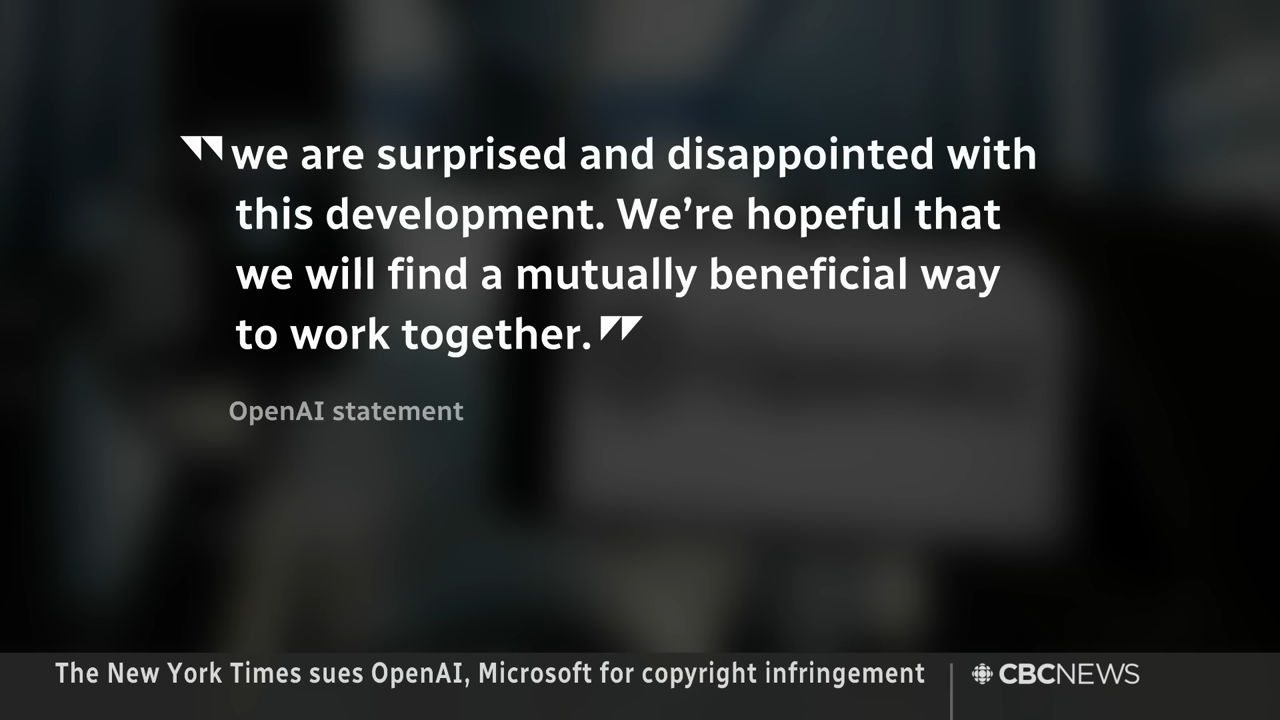 "we are surprised and disappointed with
this development. We’re hopeful that
we will find a mutually beneficial way
to work together."
OpenAI statement
The New York Times sues OpenAI, Microsoft for copyright infringement
CBCNEWS